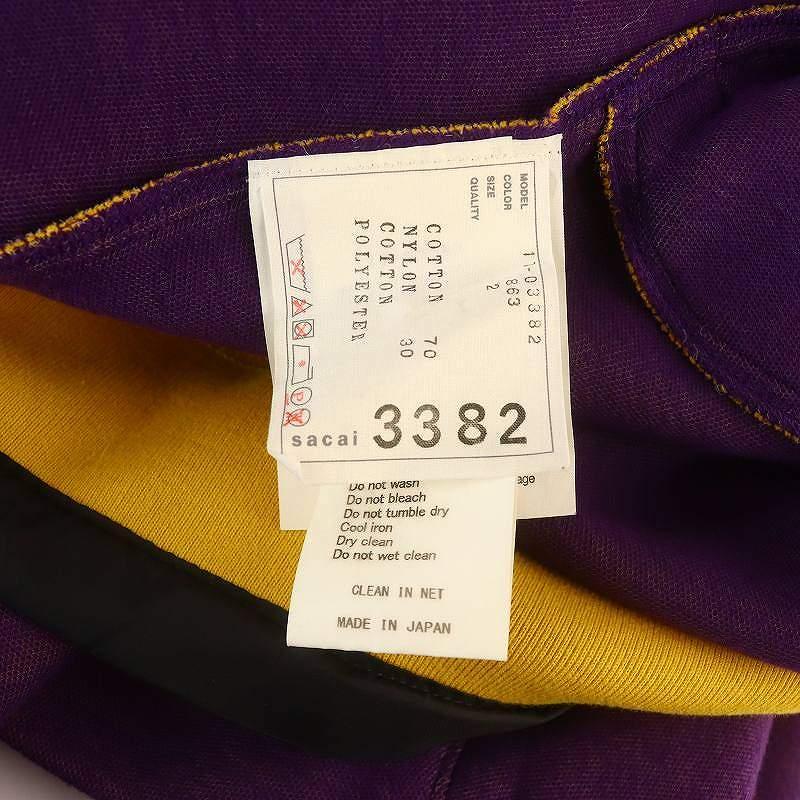 MODEL 11-03382
COLOR 863
SIZE 2
QUALITY
COTTON 70
NYLON 30
COTTON
POLYESTER
P
sacai 3382
age
Do not wash
Do not bleach
Do not tumble dry
Cool iron
Dry clean
Do not wet clean
CLEAN IN NET
MADE IN JAPAN